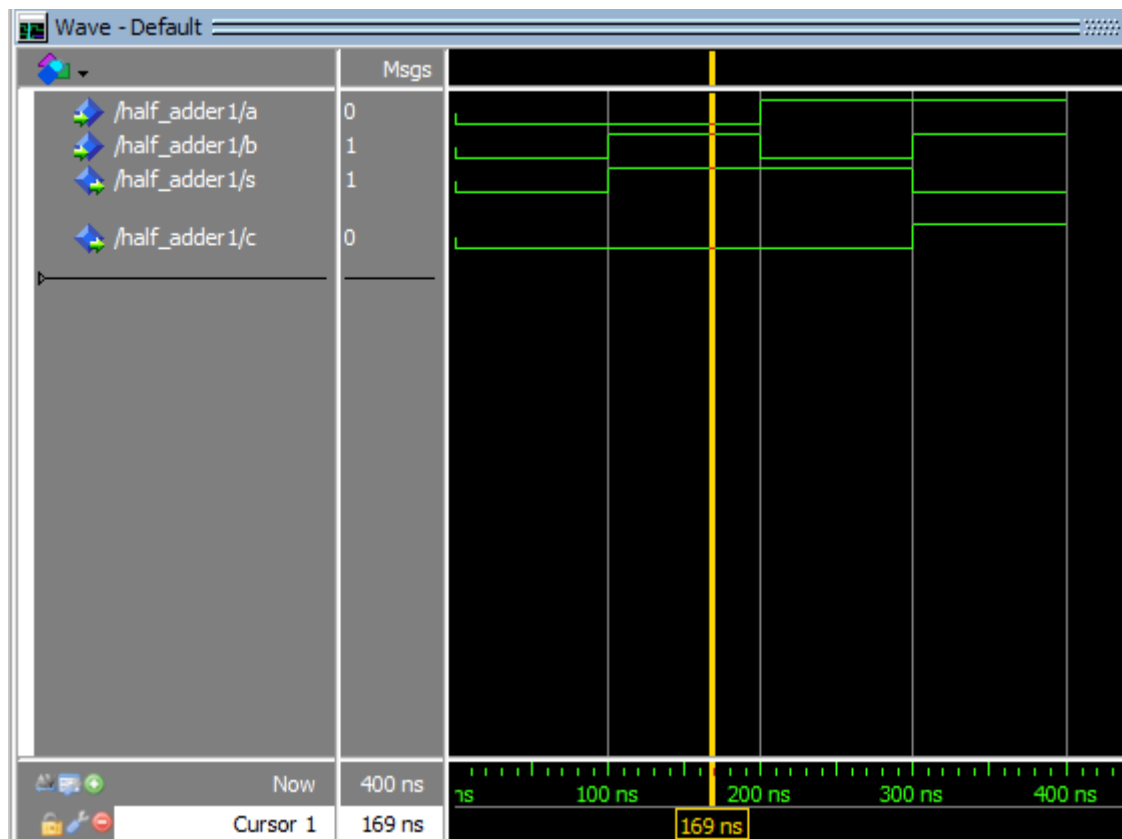 Wave - Default
Msgs
/half_adder1/a 0
/half_adder1/b 1
/half_adder1/s 1
/half_adder1/c 0
Now 400 ns
ns 100 ns 200 ns 300 ns 400 ns
Cursor 1 169 ns 169 ns